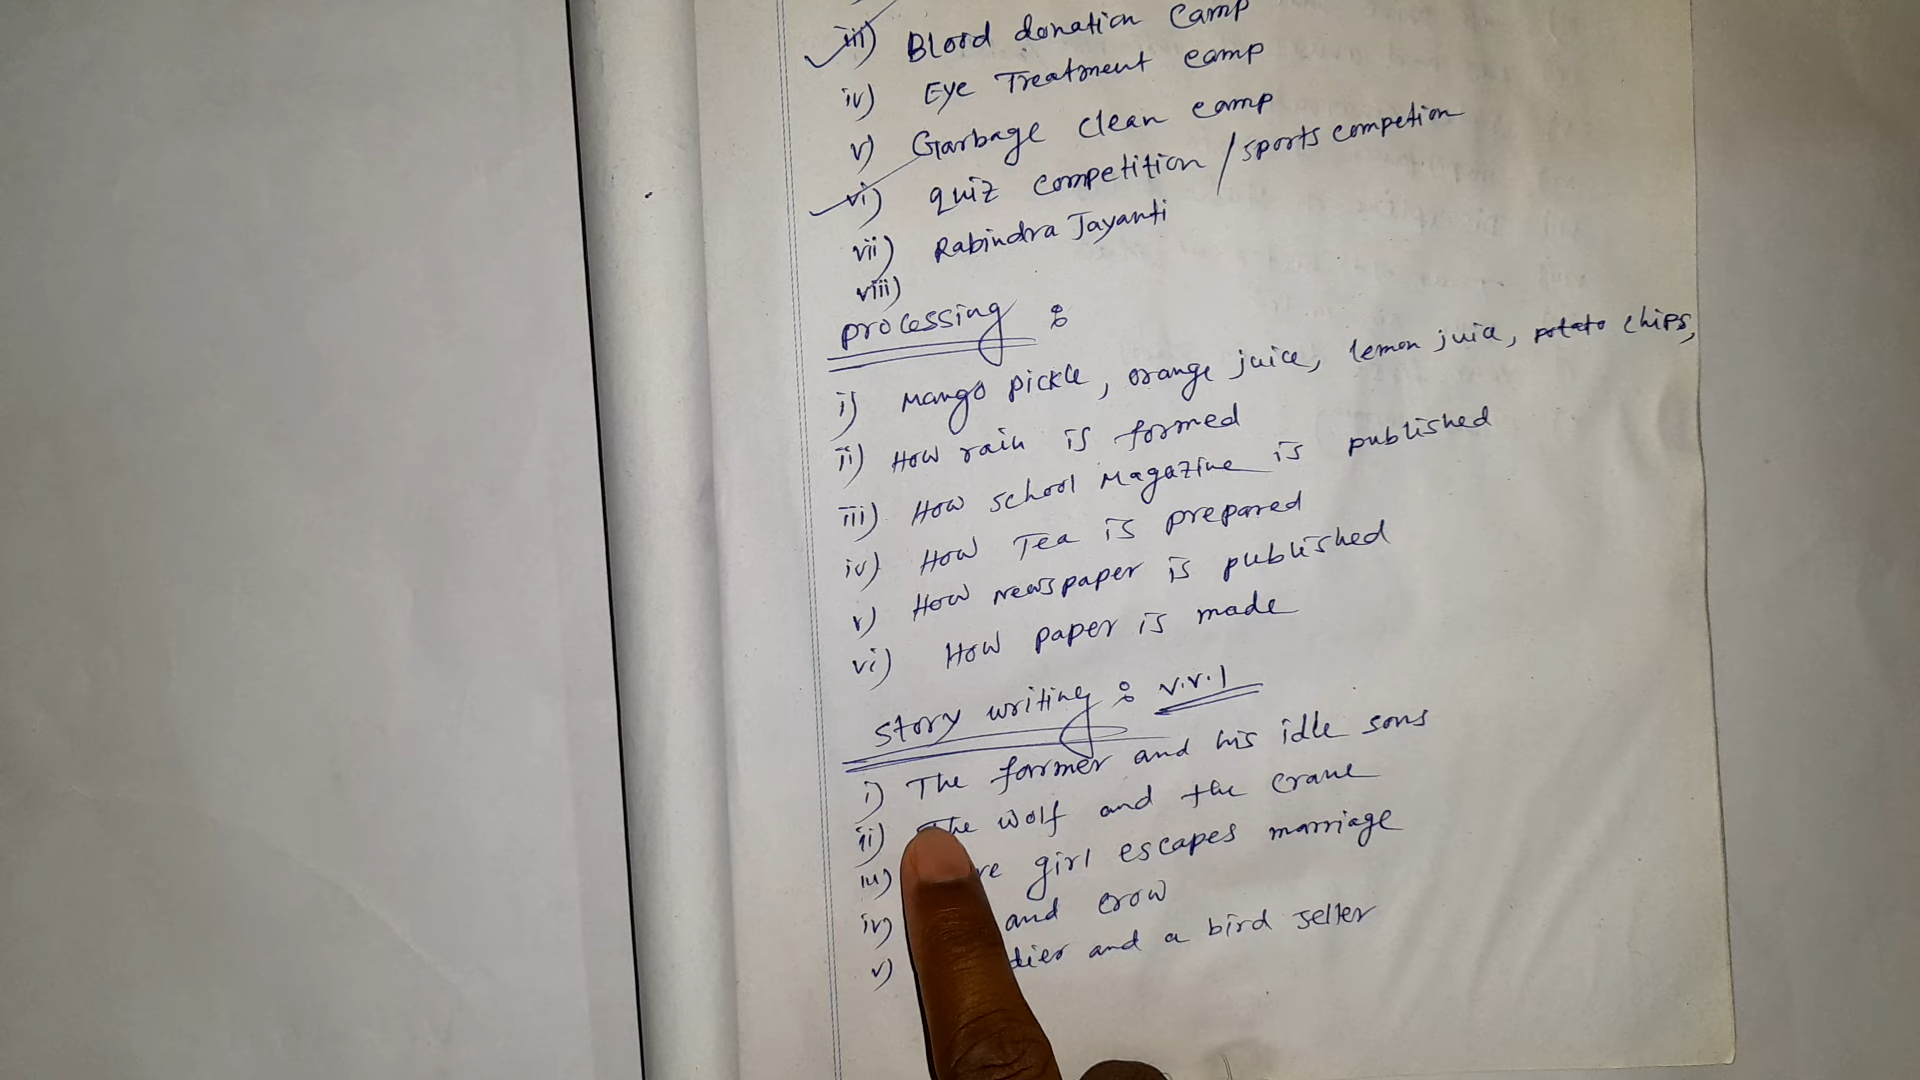 iii) Blood donation camp
iv) Eye Treatment camp
v) Garbage clean camp
vi) quiz competition / sports competion
vii) Rabindra Jayanti
viii)
processing :
i) Mango pickle, orange juice, lemon juice, potato chips,
ii) How rain is formed
iii) How school Magazine is published
iv) How Tea is prepared
v) How newspaper is published
vi) How paper is made
story writing : v.v.I
i) The farmer and his idle sons
ii) The wolf and the crane
iii) girl escapes marriage
iv) and crow
v) and a bird seller